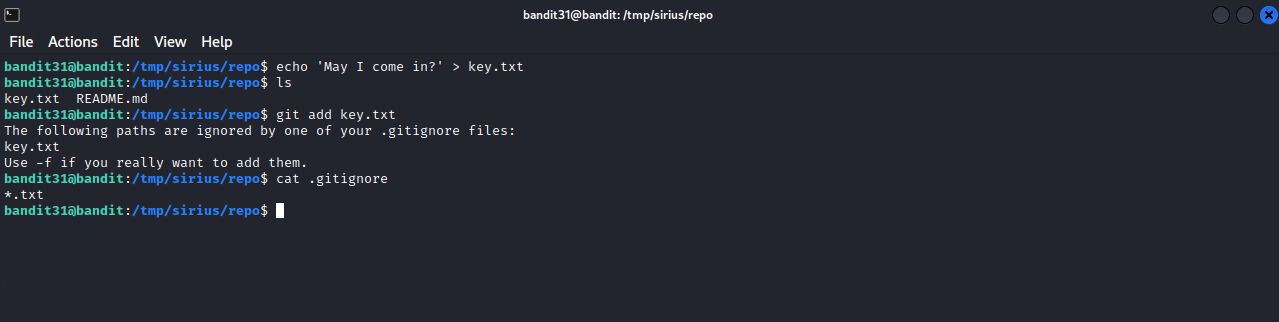 bandit31@bandit: /tmp/sirius/repo
File Actions Edit View Help
bandit31@bandit:/tmp/sirius/repo$ echo 'May I come in?' > key.txt
bandit31@bandit:/tmp/sirius/repo$ ls
key.txt  README.md
bandit31@bandit:/tmp/sirius/repo$ git add key.txt
The following paths are ignored by one of your .gitignore files:
key.txt
Use -f if you really want to add them.
bandit31@bandit:/tmp/sirius/repo$ cat .gitignore
*.txt
bandit31@bandit:/tmp/sirius/repo$